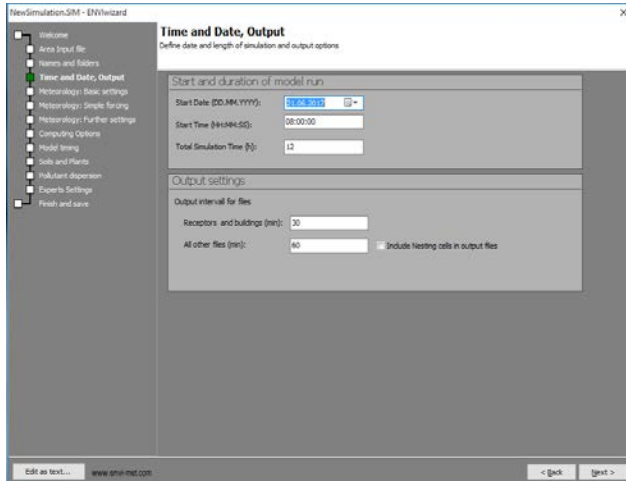 NewSimulation.SIM - ENVIwizard
X
Welcome
Area Input file
Names and folders
Time and Date, Output
Meteorology: Basic settings
Meteorology: Simple forcing
Meteorology: Further settings
Computing Options
Model timing
Soils and Plants
Pollutant dispersion
Experts Settings
Finish and save
Time and Date, Output
Define date and length of simulation and output options
Start and duration of model run
Start Date (DD.MM.YYYY):
21.06.2017
Start Time (HH:MM:SS):
08:00:00
Total Simulation Time (h):
12
Output settings
Output intervall for files
Receptors and buildings (min):
30
All other files (min):
60
Include Nesting cells in output files
Edit as text...
www.envi-met.com
< Back
Next >